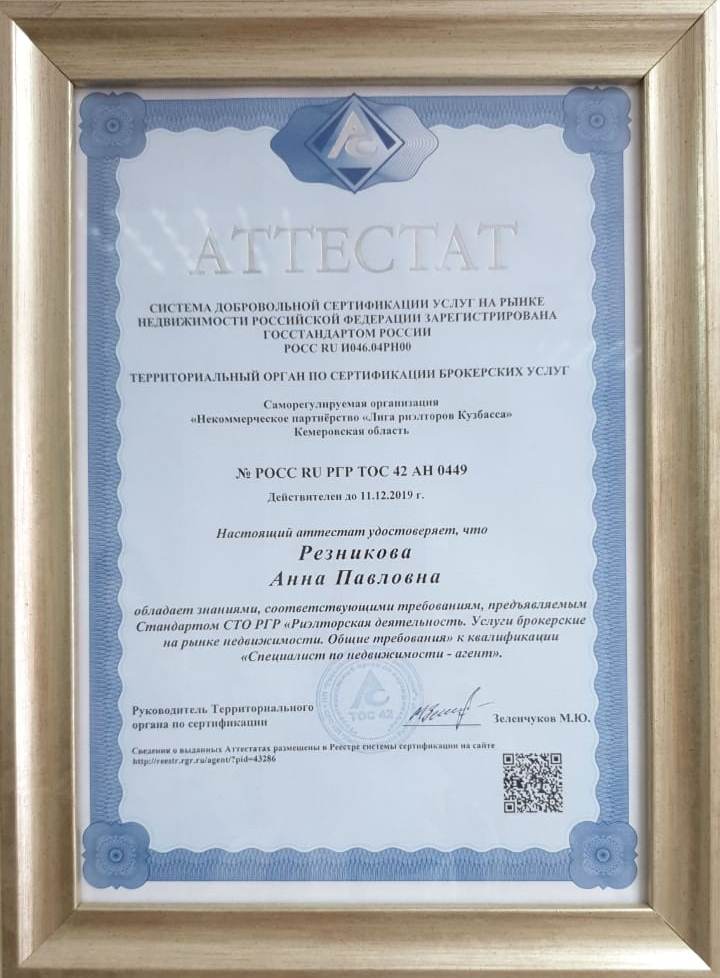 АТТЕСТАТ
СИСТЕМА ДОБРОВОЛЬНОЙ СЕРТИФИКАЦИИ УСЛУГ НА РЫНКЕ
НЕДВИЖИМОСТИ РОССИЙСКОЙ ФЕДЕРАЦИИ ЗАРЕГИСТРИРОВАНА
ГОССТАНДАРТОМ РОССИИ
РОСС RU И046.04РН00
ТЕРРИТОРИАЛЬНЫЙ ОРГАН ПО СЕРТИФИКАЦИИ БРОКЕРСКИХ УСЛУГ
Саморегулируемая организация
«Некоммерческое партнёрство «Лига риэлторов Кузбасса»
Кемеровская область
№ РОСС RU РГР ТОС 42 АН 0449
Действителен до 11.12.2019 г.
Настоящий аттестат удостоверяет, что
Резникова
Анна Павловна
обладает знаниями, соответствующими требованиям, предъявляемым
Стандартом СТО РГР «Риэлторская деятельность. Услуги брокерские
на рынке недвижимости. Общие требования» к квалификации
«Специалист по недвижимости - агент».
Руководитель Территориального
органа по сертификации
ТОС 42
Зеленчуков М.Ю.
Сведения о выданных Аттестатах размещены в Реестре системы сертификации на сайте
http://reestr.rgr.ru/agent/?pid=43286